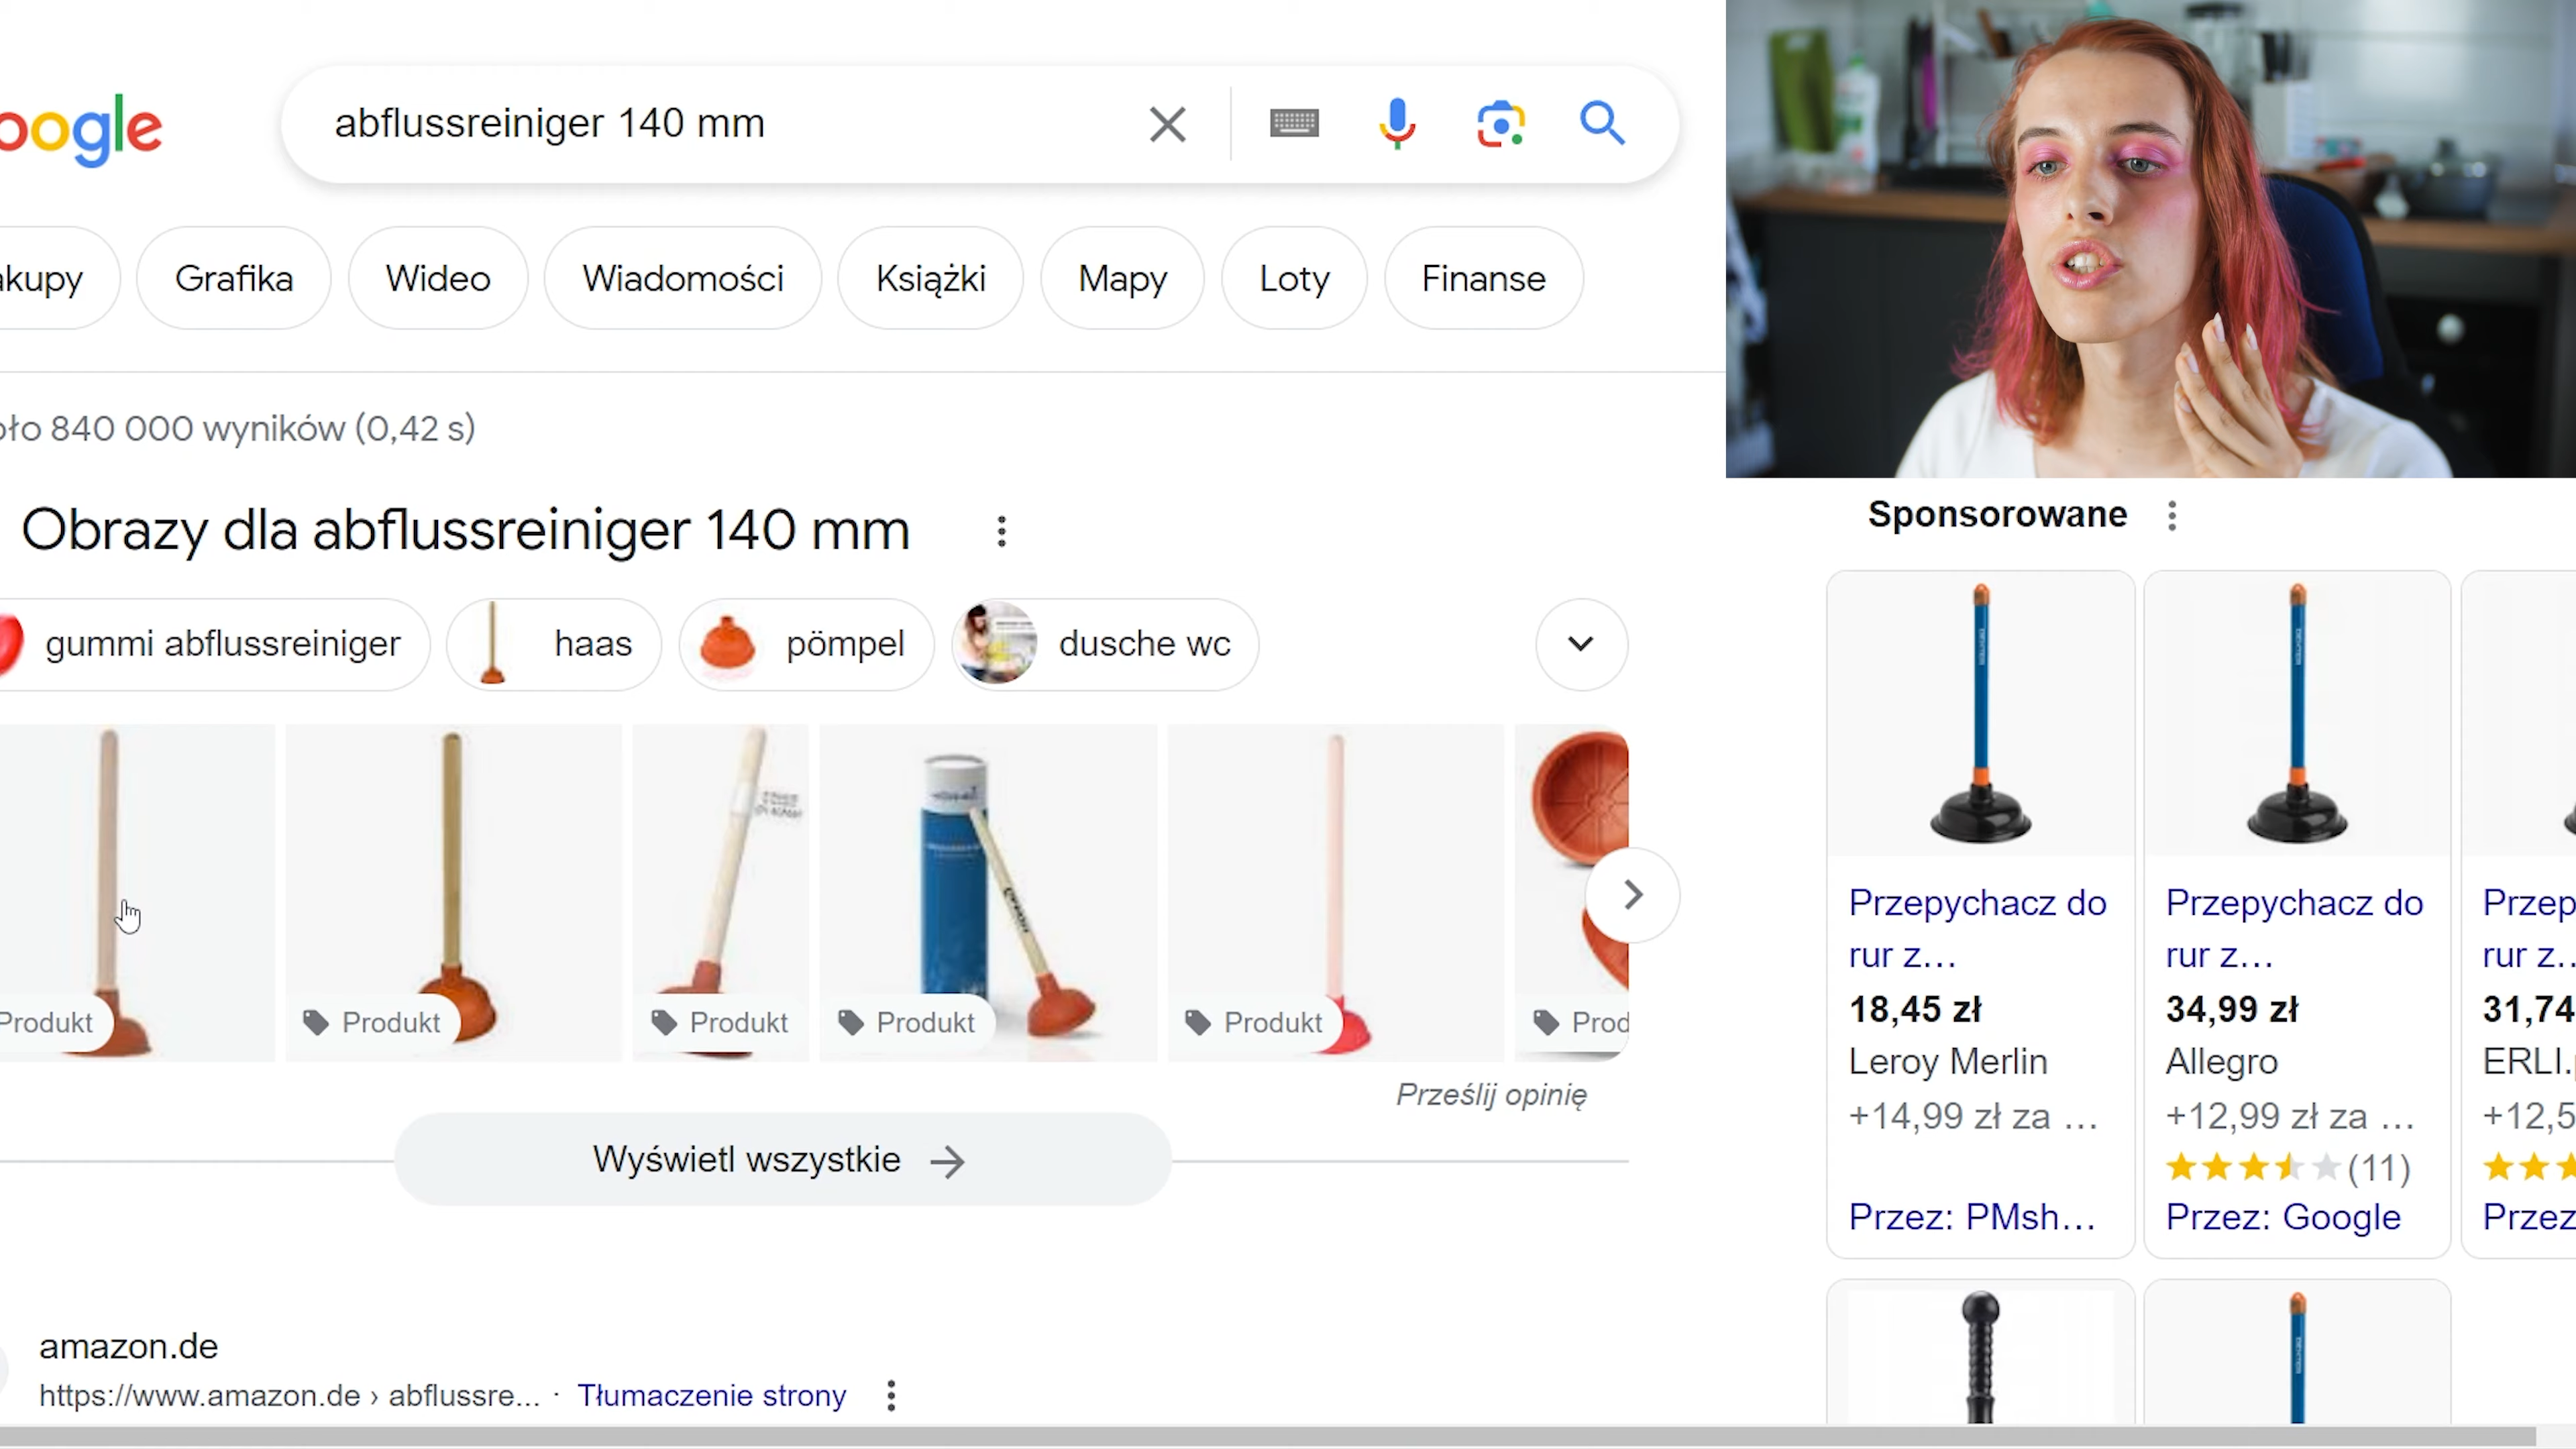 oogle
abflussreiniger 140 mm
akupy
Grafika
Wideo
Wiadomości
Książki
Mapy
Loty
Finanse
oło 840 000 wyników (0,42 s)
Obrazy dla abflussreiniger 140 mm
gummi abflussreiniger
haas
pömpel
dusche wc
Produkt
Produkt
Produkt
Produkt
Produkt
Prod
Prześlij opinię
Wyświetl wszystkie
amazon.de
https://www.amazon.de › abflussre... · Tłumaczenie strony
Sponsorowane
Przepychacz do
rur z...
18,45 zł
Leroy Merlin
+14,99 zł za ...
Przez: PMsh...
Przepychacz do
rur z...
34,99 zł
Allegro
+12,99 zł za ...
(11)
Przez: Google
Przep
rur z..
31,74
ERLI.p
+12,5
Przez